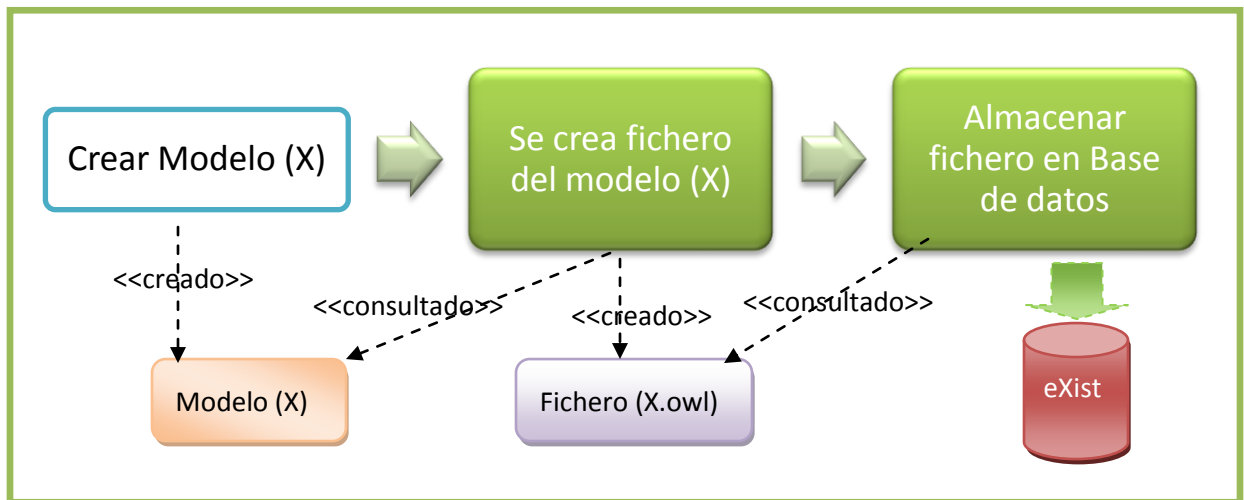 Crear Modelo (X)
Se crea fichero
del modelo (X)
Almacenar
fichero en Base
de datos
<<creado>>
<<consultado>>
<<creado>>
<<consultado>>
Modelo (X)
Fichero (X.owl)
eXist